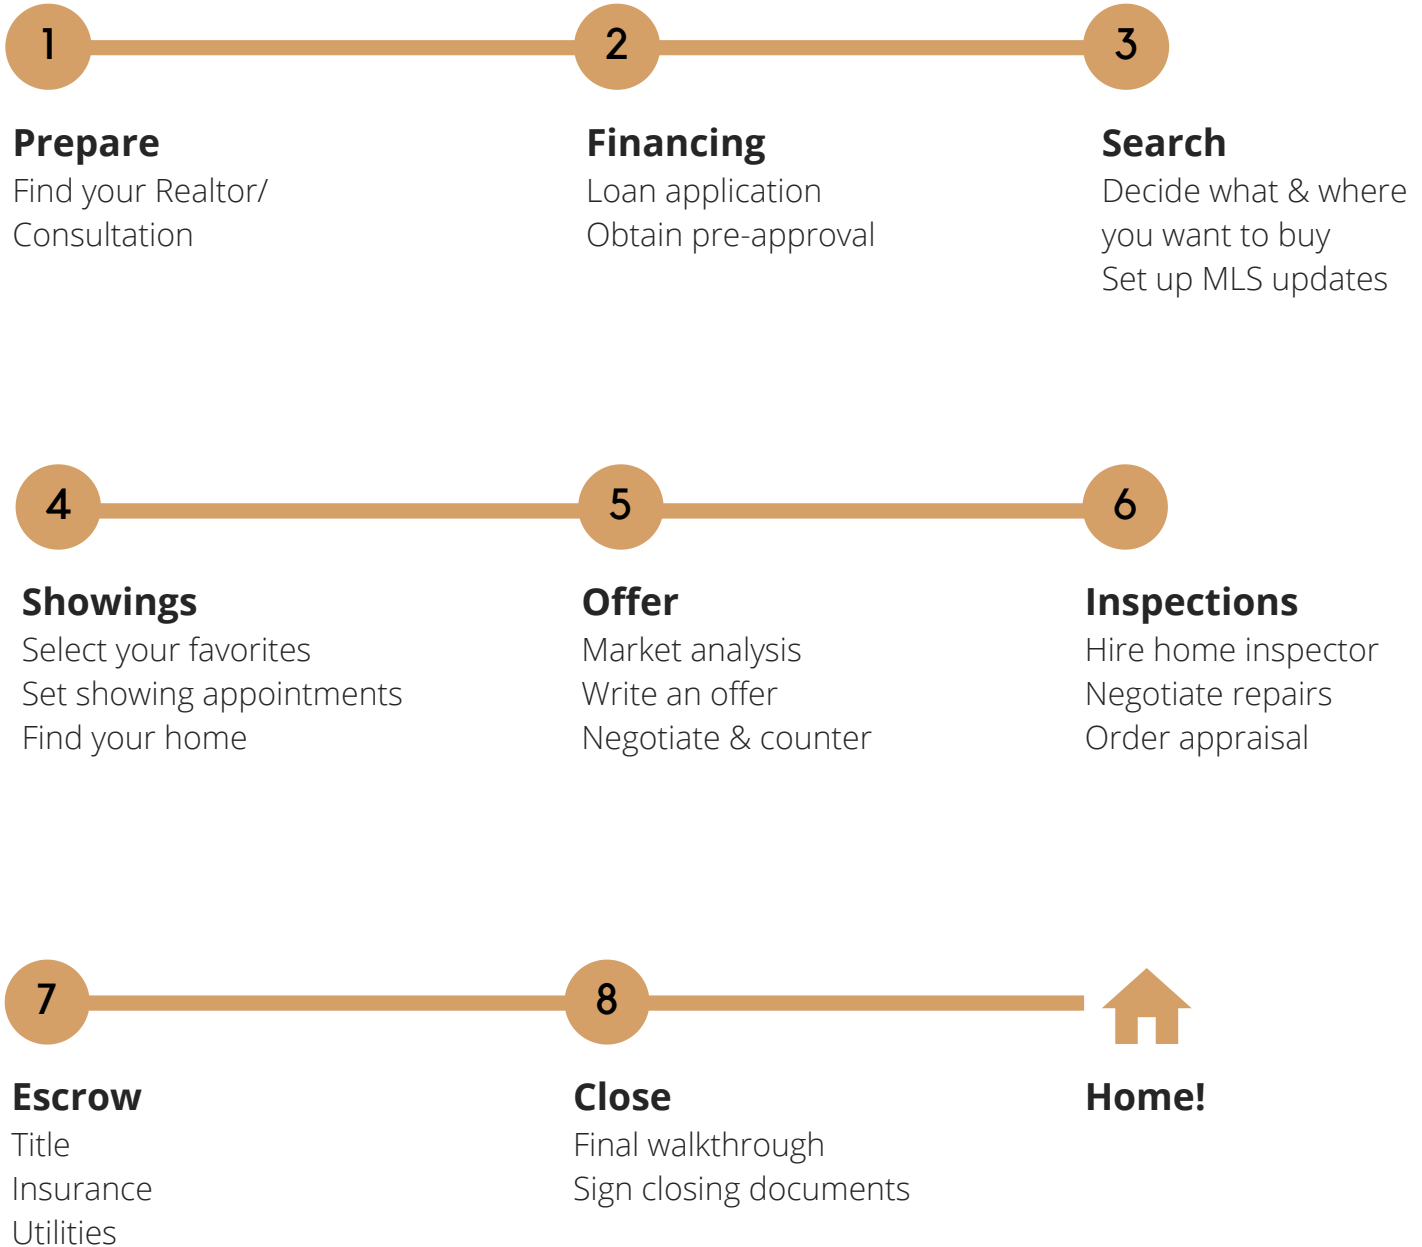 1
2
3
Prepare
Find your Realtor/
Consultation
Financing
Loan application
Obtain pre-approval
Search
Decide what & where
you want to buy
Set up MLS updates
4
5
6
Showings
Select your favorites
Set showing appointments
Find your home
Offer
Market analysis
Write an offer
Negotiate & counter
Inspections
Hire home inspector
Negotiate repairs
Order appraisal
7
8
Escrow
Title
Insurance
Utilities
Close
Final walkthrough
Sign closing documents
Home!